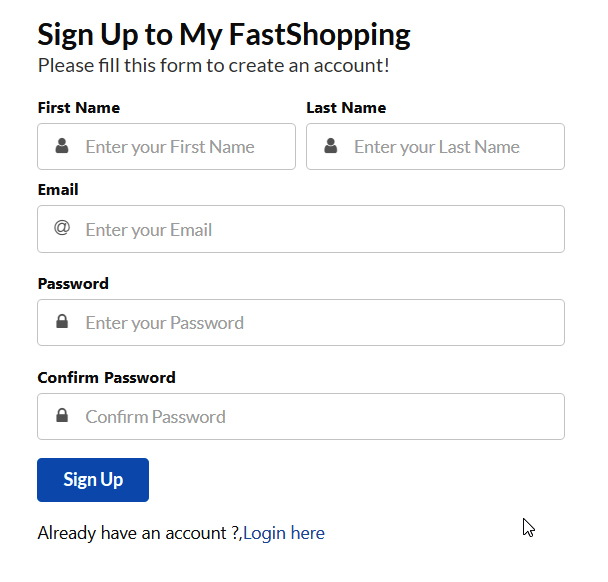 Sign Up to My FastShopping
Please fill this form to create an account!
First Name Last Name
Enter your First Name Enter your Last Name
Email
@ Enter your Email
Password
Enter your Password
Confirm Password
Confirm Password
Sign Up
Already have an account ?,Login here